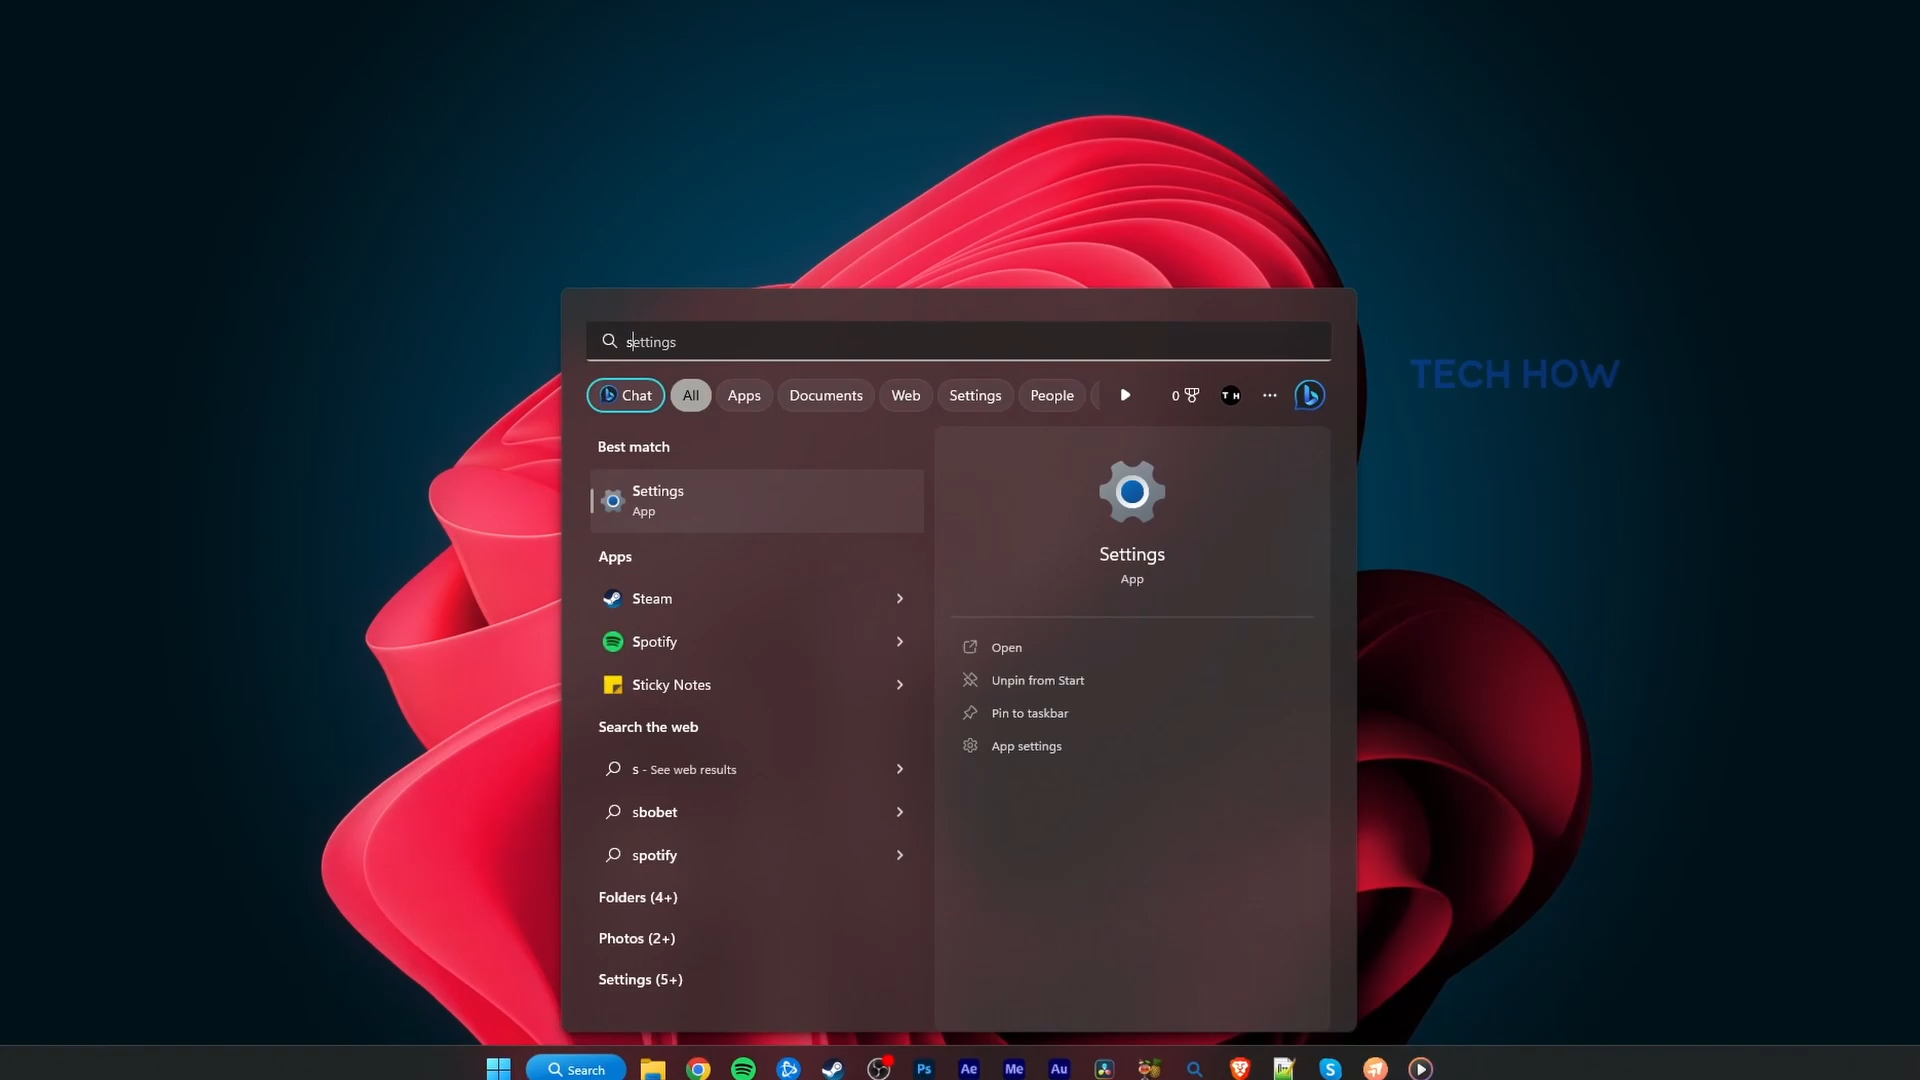 settings
TECH HOW
Chat All Apps Documents Web Settings People 0 T H
Best match
Settings
App
Apps
Steam
Spotify
Sticky Notes
Search the web
s - See web results
sbobet
spotify
Folders (4+)
Photos (2+)
Settings (5+)
Settings
App
Open
Unpin from Start
Pin to taskbar
App settings
Search Ps Ae Me Au S